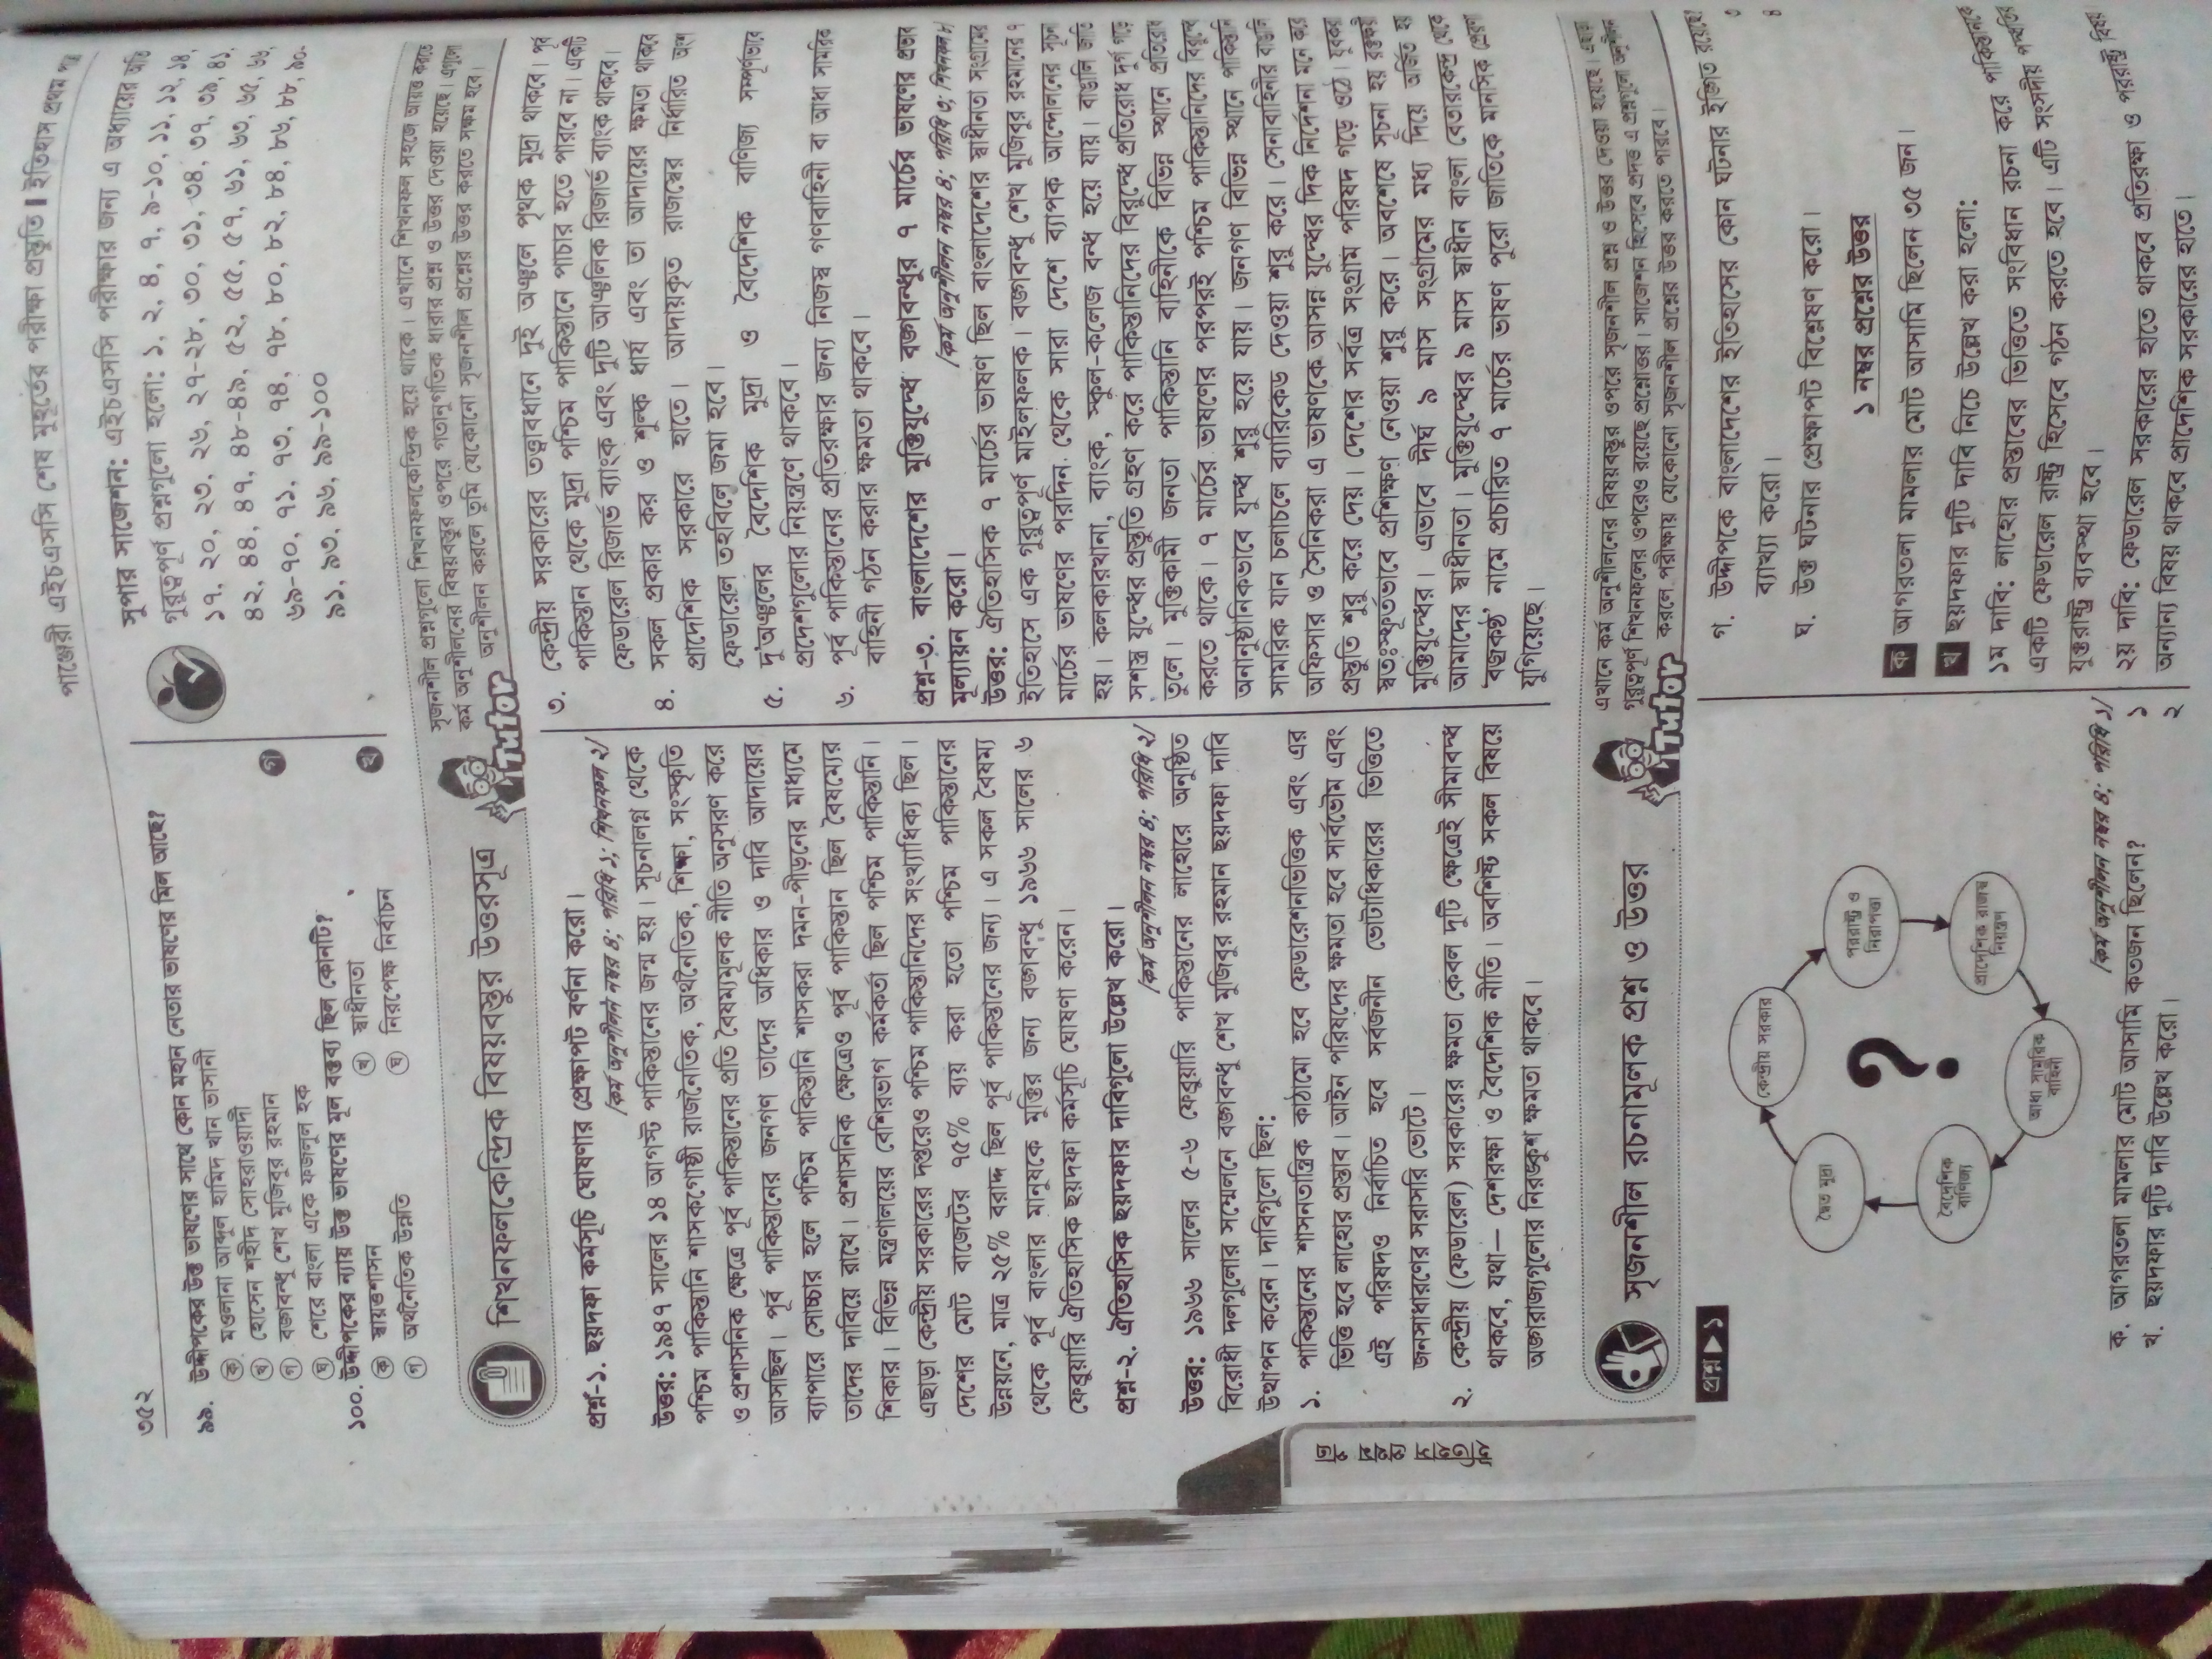 পাঞ্জেরী এইচএসসি শেষ মুহূর্তের পরীক্ষা প্রস্তুতি | ইতিহাস প্রথম পত্র
৩৫২
৯৯. উদ্দীপকের উক্ত ভাষণের সাথে কোন মহান নেতার ভাষণের মিল আছে?
ক মওলানা আব্দুল হামিদ খান ভাসানী
খ হোসেন শহীদ সোহরাওয়ার্দী
গ বঙ্গবন্ধু শেখ মুজিবুর রহমান
ঘ শেরে বাংলা একে ফজলুল হক
গ
১০০. উদ্দীপকের ন্যায় উক্ত ভাষণের মূল বক্তব্য ছিল কোনটি?
ক স্বায়ত্তশাসন খ স্বাধীনতা
গ অর্থনৈতিক উন্নতি ঘ নিরপেক্ষ নির্বাচন
খ
সুপার সাজেশন: এইচএসসি পরীক্ষার জন্য এ অধ্যায়ের অতি
গুরুত্বপূর্ণ প্রশ্নগুলো হলো: ১, ২, ৪, ৭, ৯-১০, ১১, ১২, ১৪,
১৭, ২০, ২৩, ২৬, ২৭-২৮, ৩০, ৩১, ৩৪, ৩৭, ৩৯, ৪১,
৪২, ৪৪, ৪৭, ৪৮-৪৯, ৫২, ৫৫, ৫৭, ৬১, ৬৩, ৬৫, ৬৬,
৬৯-৭০, ৭১, ৭৩, ৭৪, ৭৮, ৮০, ৮২, ৮৪, ৮৬, ৮৮, ৯০-
৯১, ৯৩, ৯৬, ৯৯-১০০
শিখনফলকেন্দ্রিক বিষয়বস্তুর উত্তরসূত্র
Tutor
সৃজনশীল প্রশ্নগুলো শিখনফলকেন্দ্রিক হয়ে থাকে। এখানে শিখনফল সহজে আয়ত্ত করতে
কর্ম অনুশীলনের বিষয়বস্তুর ওপরে গতানুগতিক ধারার প্রশ্ন ও উত্তর দেওয়া হয়েছে। এগুলো
অনুশীলন করলে তুমি যেকোনো সৃজনশীল প্রশ্নের উত্তর করতে সক্ষম হবে।
প্রশ্ন-১. ছয়দফা কর্মসূচি ঘোষণার প্রেক্ষাপট বর্ণনা করো।
[কর্ম অনুশীলন নম্বর ৪; পরিধি ১; শিখনফল ২]
উত্তর: ১৯৪৭ সালের ১৪ আগস্ট পাকিস্তানের জন্ম হয়। সূচনালগ্ন থেকে
পশ্চিম পাকিস্তানি শাসকগোষ্ঠী রাজনৈতিক, অর্থনৈতিক, শিক্ষা, সংস্কৃতি
ও প্রশাসনিক ক্ষেত্রে পূর্ব পাকিস্তানের প্রতি বৈষম্যমূলক নীতি অনুসরণ করে
আসছিল। পূর্ব পাকিস্তানের জনগণ তাদের অধিকার ও দাবি আদায়ের
ব্যাপারে সোচ্চার হলে পশ্চিম পাকিস্তানি শাসকরা দমন-পীড়নের মাধ্যমে
তাদের দাবিয়ে রাখে। প্রশাসনিক ক্ষেত্রেও পূর্ব পাকিস্তান ছিল বৈষম্যের
শিকার। বিভিন্ন মন্ত্রণালয়ের বেশিরভাগ কর্মকর্তা ছিল পশ্চিম পাকিস্তানি।
এছাড়া কেন্দ্রীয় সরকারের দপ্তরেও পশ্চিম পাকিস্তানিদের সংখ্যাধিক্য ছিল।
দেশের মোট বাজেটের ৭৫% ব্যয় করা হতো পশ্চিম পাকিস্তানের
উন্নয়নে, মাত্র ২৫% বরাদ্দ ছিল পূর্ব পাকিস্তানের জন্য। এ সকল বৈষম্য
থেকে পূর্ব বাংলার মানুষকে মুক্তির জন্য বঙ্গবন্ধু ১৯৬৬ সালের ৬
ফেব্রুয়ারি ঐতিহাসিক ছয়দফা কর্মসূচি ঘোষণা করেন।
প্রশ্ন-২. ঐতিহাসিক ছয়দফার দাবিগুলো উল্লেখ করো।
[কর্ম অনুশীলন নম্বর ৪; পরিধি ২]
উত্তর: ১৯৬৬ সালের ৫-৬ ফেব্রুয়ারি পাকিস্তানের লাহোরে অনুষ্ঠিত
বিরোধী দলগুলোর সম্মেলনে বঙ্গবন্ধু শেখ মুজিবুর রহমান ছয়দফা দাবি
উত্থাপন করেন। দাবিগুলো ছিল:
১. পাকিস্তানের শাসনতান্ত্রিক কাঠামো হবে ফেডারেশনভিত্তিক এবং এর
ভিত্তি হবে লাহোর প্রস্তাব। আইন পরিষদের ক্ষমতা হবে সার্বভৌম এবং
এই পরিষদও নির্বাচিত হবে সর্বজনীন ভোটাধিকারের ভিত্তিতে
জনসাধারণের সরাসরি ভোটে।
২. কেন্দ্রীয় (ফেডারেল) সরকারের ক্ষমতা কেবল দুটি ক্ষেত্রেই সীমাবদ্ধ
থাকবে, যথা— দেশরক্ষা ও বৈদেশিক নীতি। অবশিষ্ট সকল বিষয়ে
অঙ্গরাজ্যগুলোর নিরঙ্কুশ ক্ষমতা থাকবে।
৩. কেন্দ্রীয় সরকারের তত্ত্বাবধানে দুই অঞ্চলে পৃথক মুদ্রা থাকবে। পূর্ব
পাকিস্তান থেকে মুদ্রা পশ্চিম পাকিস্তানে পাচার হতে পারবে না। একটি
ফেডারেল রিজার্ভ ব্যাংক এবং দুটি আঞ্চলিক রিজার্ভ ব্যাংক থাকবে।
৪. সকল প্রকার কর ও শুল্ক ধার্য এবং তা আদায়ের ক্ষমতা থাকবে
প্রাদেশিক সরকারে হাতে। আদায়কৃত রাজস্বের নির্ধারিত অংশ
ফেডারেল তহবিলে জমা হবে।
৫. দু'অঞ্চলের বৈদেশিক মুদ্রা ও বৈদেশিক বাণিজ্য সম্পূর্ণভাবে
প্রদেশগুলোর নিয়ন্ত্রণে থাকবে।
৬. পূর্ব পাকিস্তানের প্রতিরক্ষার জন্য নিজস্ব গণবাহিনী বা আধা সামরিক
বাহিনী গঠন করার ক্ষমতা থাকবে।
প্রশ্ন-৩. বাংলাদেশের মুক্তিযুদ্ধে বঙ্গবন্ধুর ৭ মার্চের ভাষণের প্রভাব
মূল্যায়ন করো।
[কর্ম অনুশীলন নম্বর ৪; পরিধি ৩; শিখনফল ৮]
উত্তর: ঐতিহাসিক ৭ মার্চের ভাষণ ছিল বাংলাদেশের স্বাধীনতা সংগ্রামের
ইতিহাসে এক গুরুত্বপূর্ণ মাইলফলক। বঙ্গবন্ধু শেখ মুজিবুর রহমানের ৭
মার্চের ভাষণের পরদিন থেকে সারা দেশে ব্যাপক আন্দোলনের সূচনা
হয়। কলকারখানা, ব্যাংক, স্কুল-কলেজ বন্ধ হয়ে যায়। বাঙালি জাতি
সশস্ত্র যুদ্ধের প্রস্তুতি গ্রহণ করে পাকিস্তানিদের বিরুদ্ধে প্রতিরোধ দুর্গ গড়ে
তুলে। মুক্তিকামী জনতা পাকিস্তানি বাহিনীকে বিভিন্ন স্থানে প্রতিরোধ
করতে থাকে। ৭ মার্চের ভাষণের পরপরই পশ্চিম পাকিস্তানিদের বিরুদ্ধে
অনানুষ্ঠানিকভাবে যুদ্ধ শুরু হয়ে যায়। জনগণ বিভিন্ন স্থানে পাকিস্তানি
সামরিক যান চলাচলে ব্যারিকেড দেওয়া শুরু করে। সেনাবাহিনীর বাঙালি
অফিসার ও সৈনিকরা এ ভাষণকে আসন্ন যুদ্ধের দিক নির্দেশনা মনে করে
প্রস্তুতি শুরু করে দেয়। দেশের সর্বত্র সংগ্রাম পরিষদ গড়ে ওঠে। যুবকরা
স্বতঃস্ফূর্তভাবে প্রশিক্ষণ নেওয়া শুরু করে। অবশেষে সূচনা হয় রক্তক্ষয়ী
মুক্তিযুদ্ধের। এভাবে দীর্ঘ ৯ মাস সংগ্রামের মধ্য দিয়ে অর্জিত হয়
আমাদের স্বাধীনতা। মুক্তিযুদ্ধের ৯ মাস স্বাধীন বাংলা বেতারকেন্দ্র থেকে
'বজ্রকণ্ঠ' নামে প্রচারিত ৭ মার্চের ভাষণ পুরো জাতিকে মানসিক প্রেরণা
যুগিয়েছে।
ইতিহাস প্রথম পত্র
সৃজনশীল রচনামূলক প্রশ্ন ও উত্তর
Tutor
এখানে কর্ম অনুশীলনের বিষয়বস্তুর ওপরে সৃজনশীল প্রশ্ন ও উত্তর দেওয়া হয়েছে। এছাড়া
গুরুত্বপূর্ণ শিখনফলের ওপরেও রয়েছে প্রশ্নোত্তর। সাজেশন হিসেবে প্রদত্ত এ প্রশ্নগুলো অনুশীলন
করলে পরীক্ষায় যেকোনো সৃজনশীল প্রশ্নের উত্তর করতে পারবে।
প্রশ্ন ▶ ১
কেন্দ্রীয় সরকার
পররাষ্ট্র ও
নিরাপত্তা
প্রাদেশিক রাজস্ব
নিয়ন্ত্রণ
আধা সামরিক
বাহিনী
বৈদেশিক
বাণিজ্য
দ্বৈত মুদ্রা
?
[কর্ম অনুশীলন নম্বর ৪; পরিধি ১]
ক. আগরতলা মামলার মোট আসামি কতজন ছিলেন? ১
খ. ছয়দফার দুটি দাবি উল্লেখ করো। ২
গ. উদ্দীপকে বাংলাদেশের ইতিহাসের কোন ঘটনার ইঙ্গিত রয়েছে?
ব্যাখ্যা করো। ৩
ঘ. উক্ত ঘটনার প্রেক্ষাপট বিশ্লেষণ করো। ৪
১ নম্বর প্রশ্নের উত্তর
ক আগরতলা মামলার মোট আসামি ছিলেন ৩৫ জন।
খ ছয়দফার দুটি দাবি নিচে উল্লেখ করা হলো:
১ম দাবি: লাহোর প্রস্তাবের ভিত্তিতে সংবিধান রচনা করে পাকিস্তানকে
একটি ফেডারেল রাষ্ট্র হিসেবে গঠন করতে হবে। এটি সংসদীয় পদ্ধতির
যুক্তরাষ্ট্র ব্যবস্থা হবে।
২য় দাবি: ফেডারেল সরকারের হাতে থাকবে প্রতিরক্ষা ও পররাষ্ট্র বিষয়
অন্যান্য বিষয় থাকবে প্রাদেশিক সরকারের হাতে।